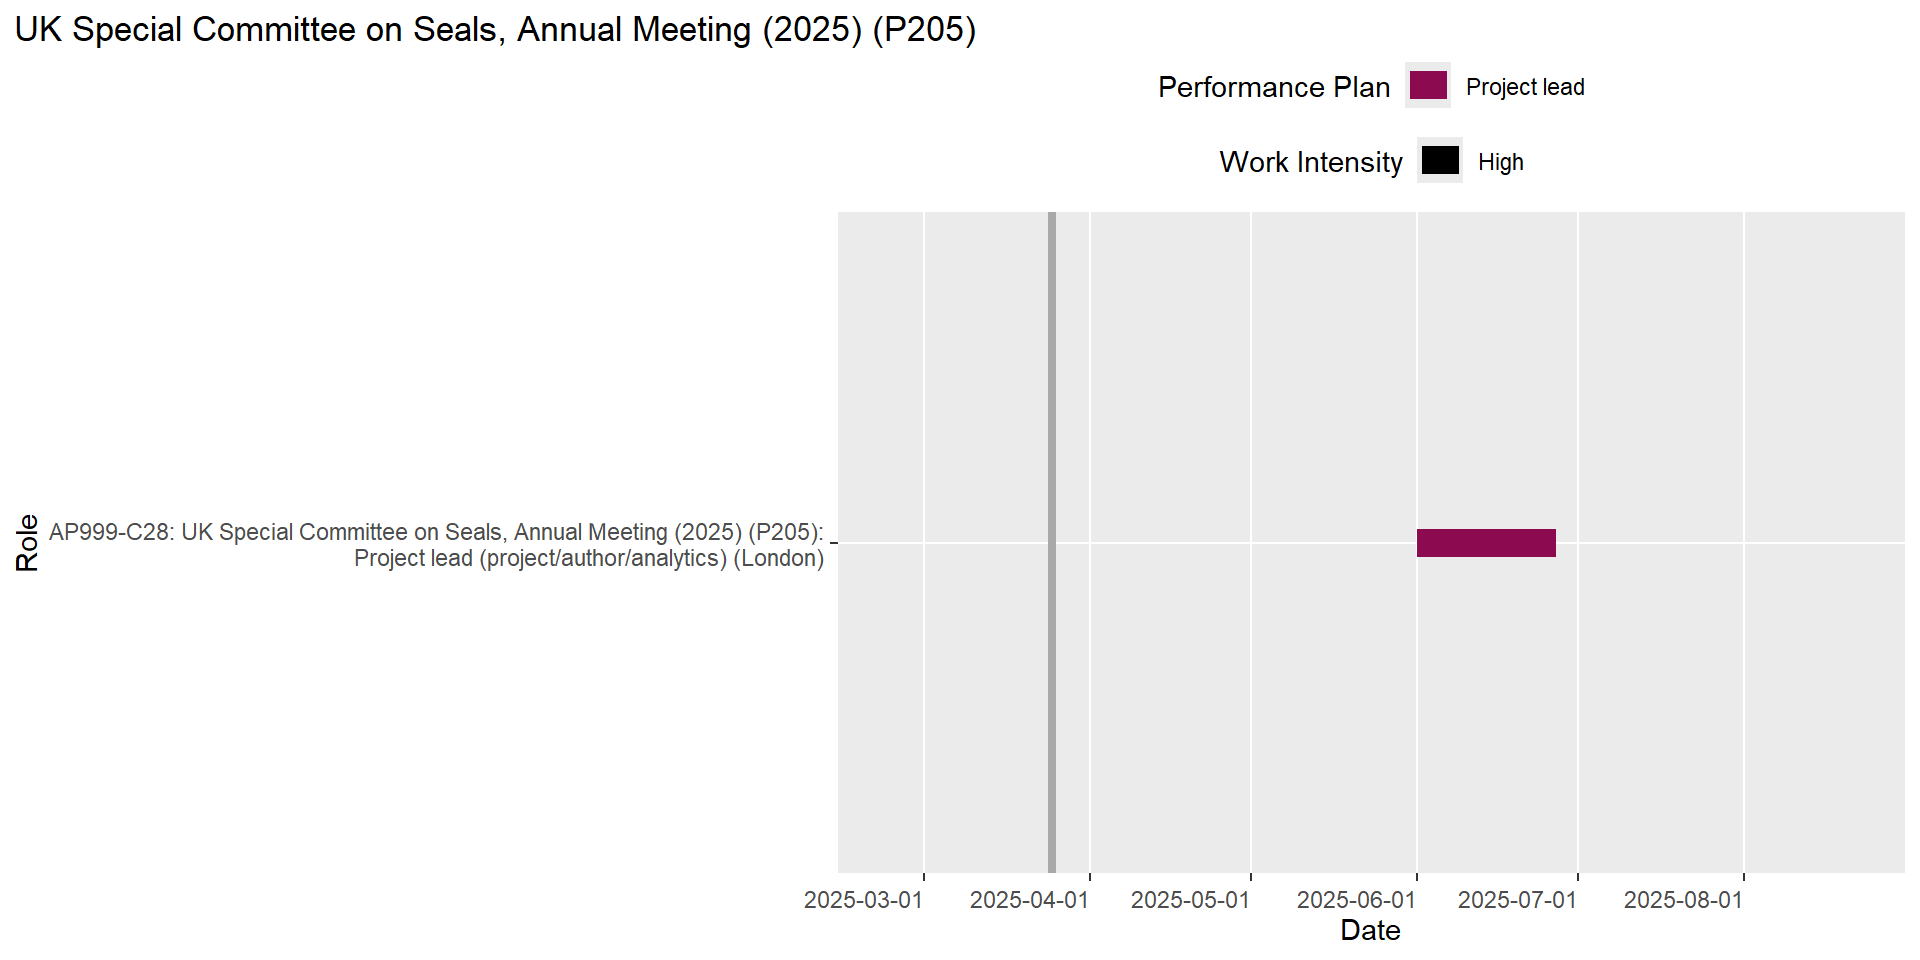 UK Special Committee on Seals, Annual Meeting (2025) (P205)
Performance Plan
Project lead
Work Intensity
High
Role
AP999-C28: UK Special Committee on Seals, Annual Meeting (2025) (P205):
Project lead (project/author/analytics) (London)
2025-03-01
2025-04-01
2025-05-01
2025-06-01
2025-07-01
2025-08-01
Date